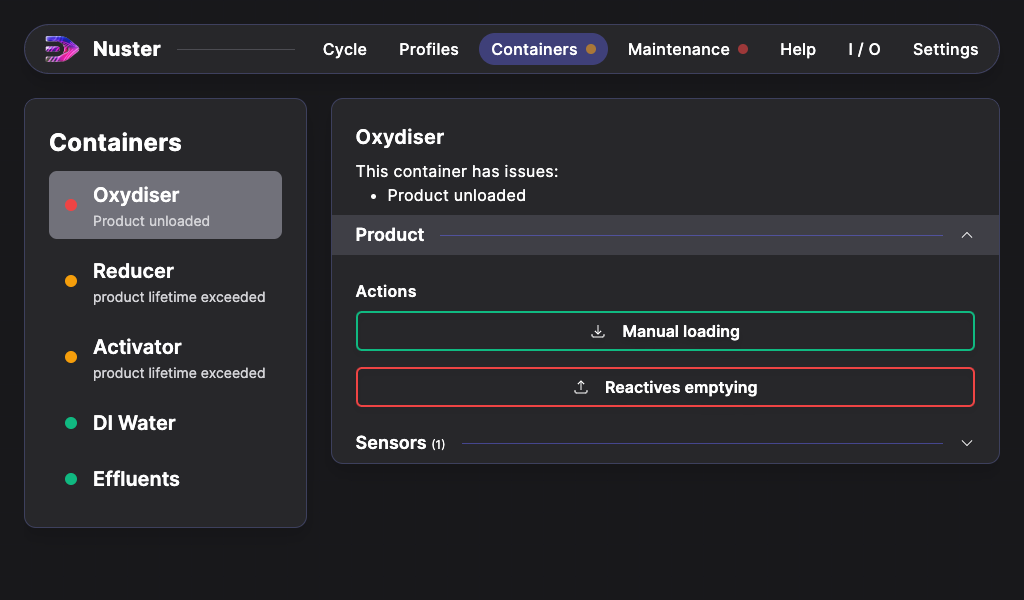 Nuster
Cycle
Profiles
Containers
Maintenance
Help
I / O
Settings
Containers
Oxydiser
Product unloaded
Reducer
product lifetime exceeded
Activator
product lifetime exceeded
DI Water
Effluents
Oxydiser
This container has issues:
• Product unloaded
Product
Actions
Manual loading
Reactives emptying
Sensors (1)